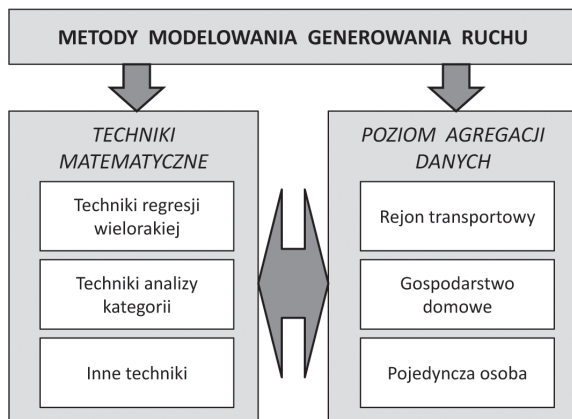 METODY MODELOWANIA GENEROWANIA RUCHU
TECHNIKI
MATEMATYCZNE
Techniki regresji
wielorakiej
Techniki analizy
kategorii
Inne techniki
POZIOM AGREGACJI
DANYCH
Rejon transportowy
Gospodarstwo
domowe
Pojedyncza osoba